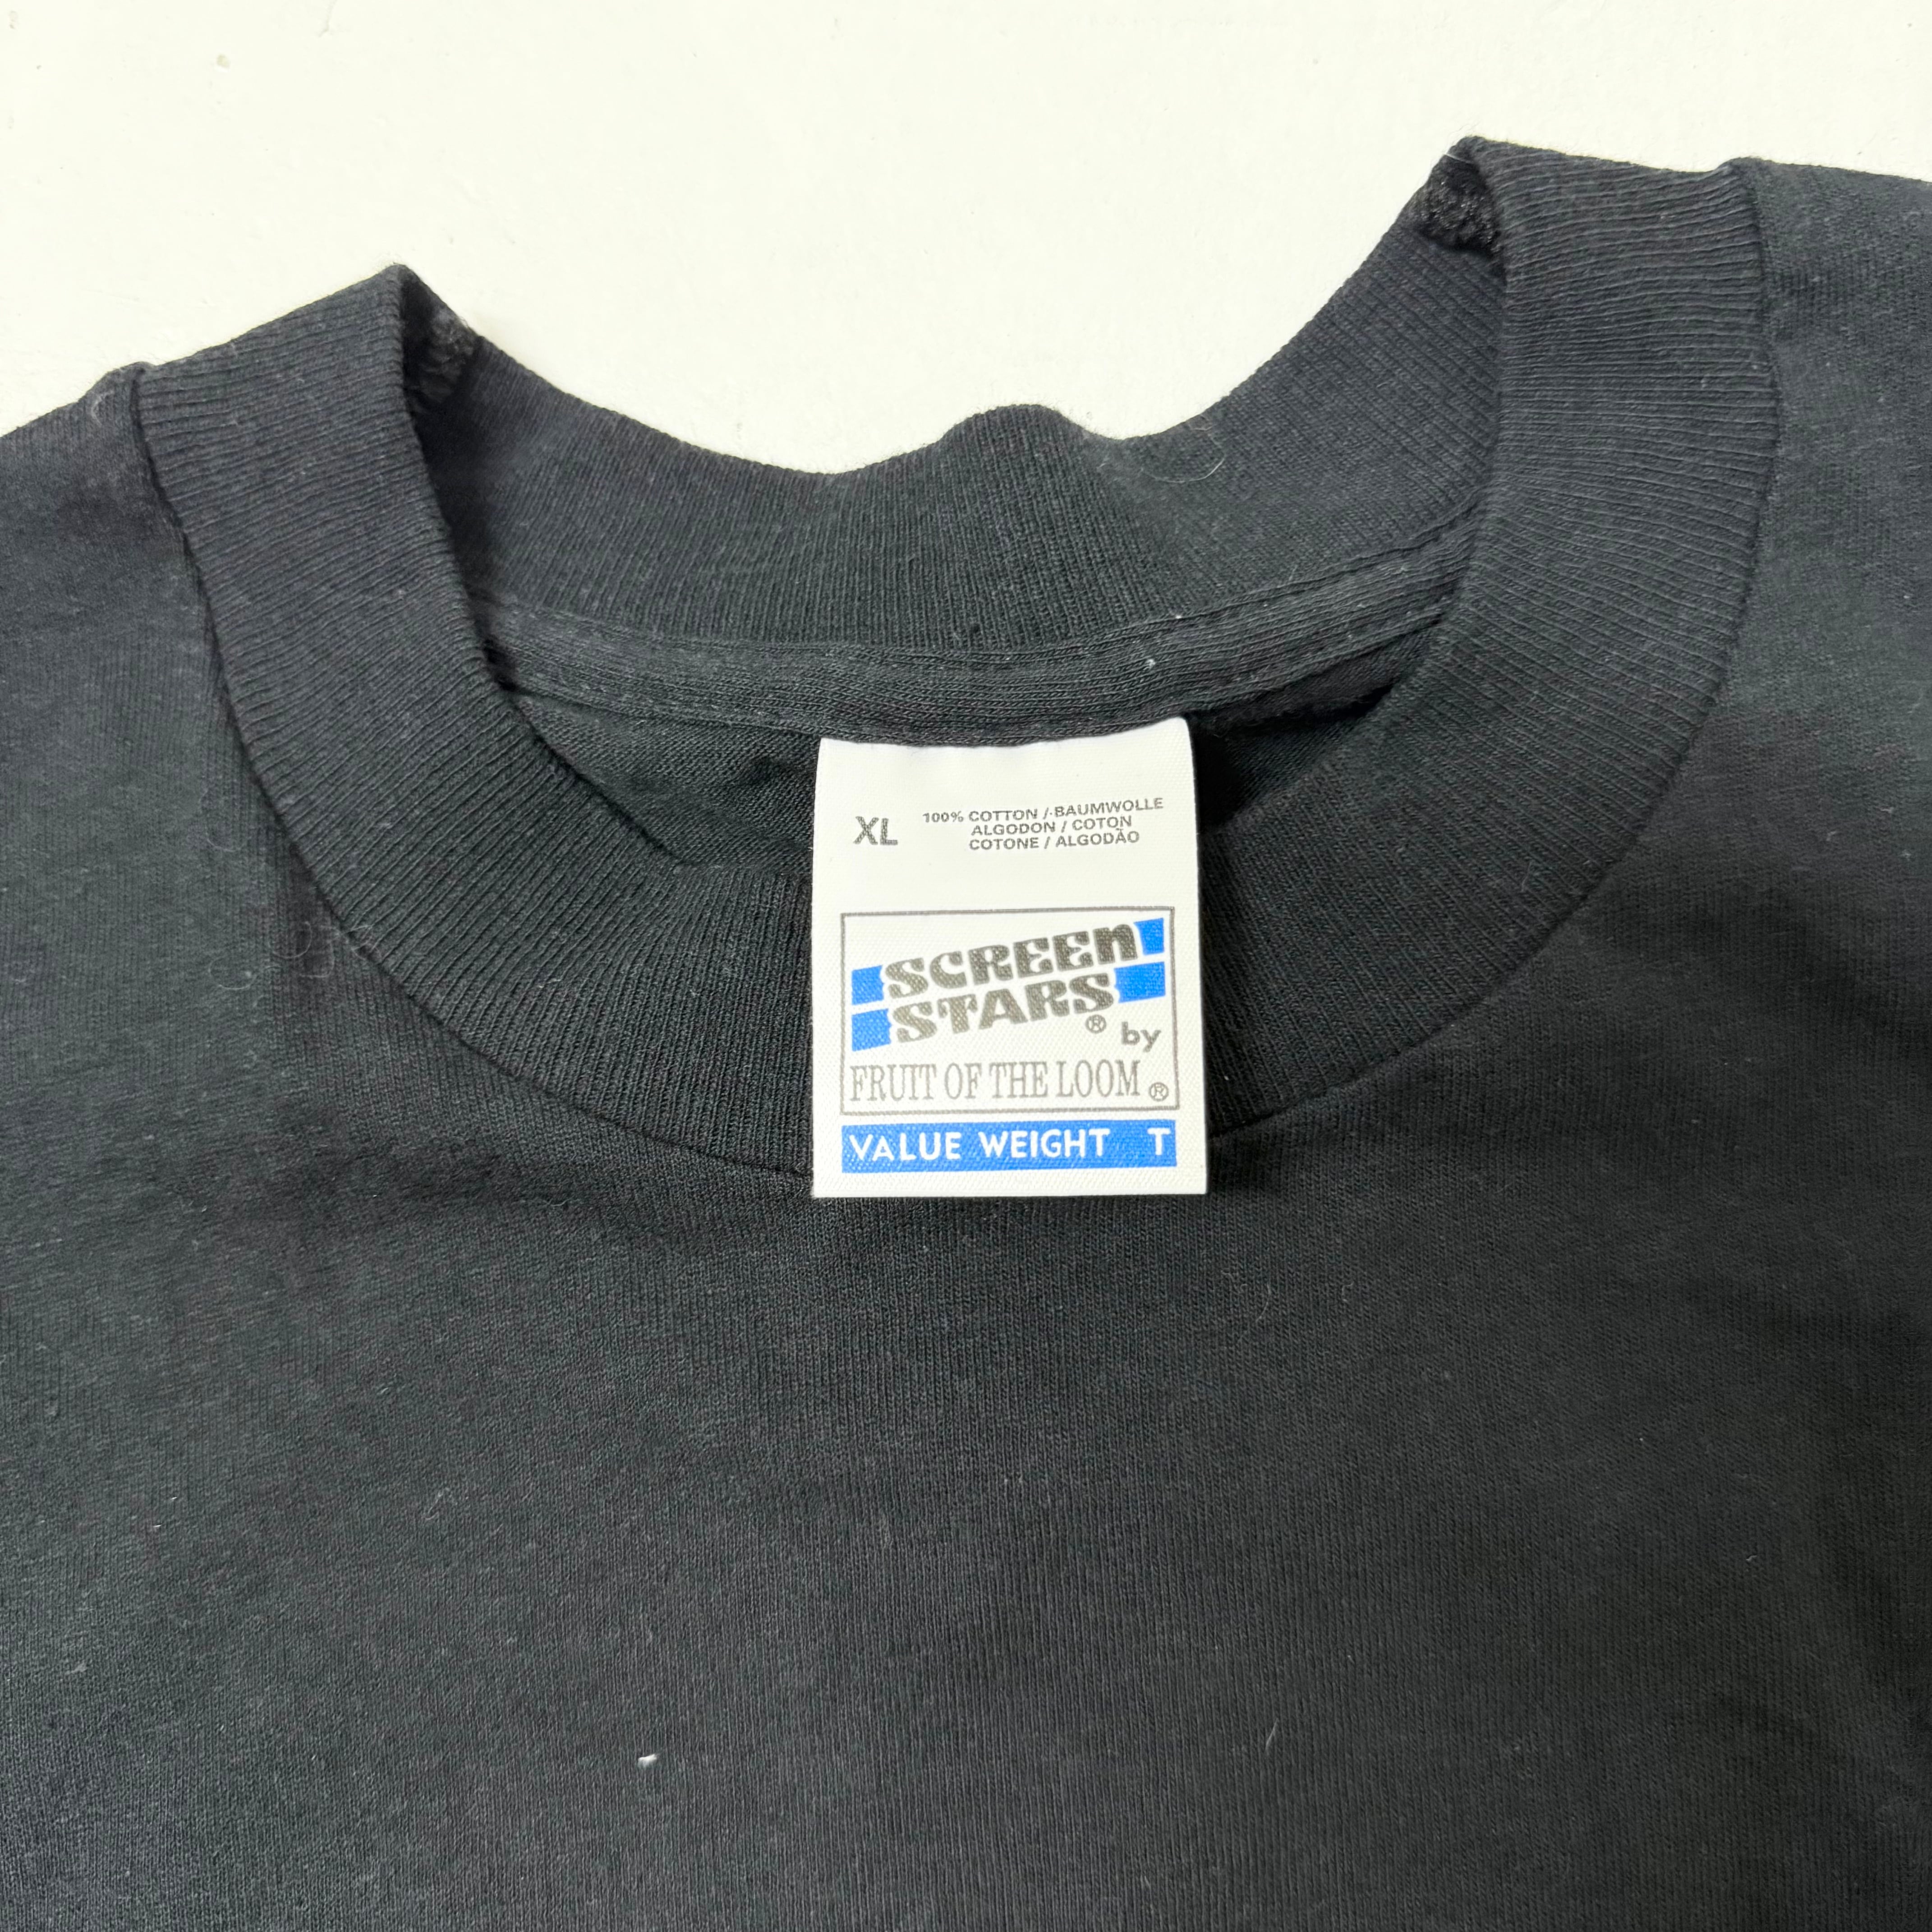 XL
100% COTTON / BAUMWOLLE
ALGODON / COTON
COTONE / ALGODÃO
SCREEN
STARS®
by
FRUIT OF THE LOOM®
VALUE WEIGHT T